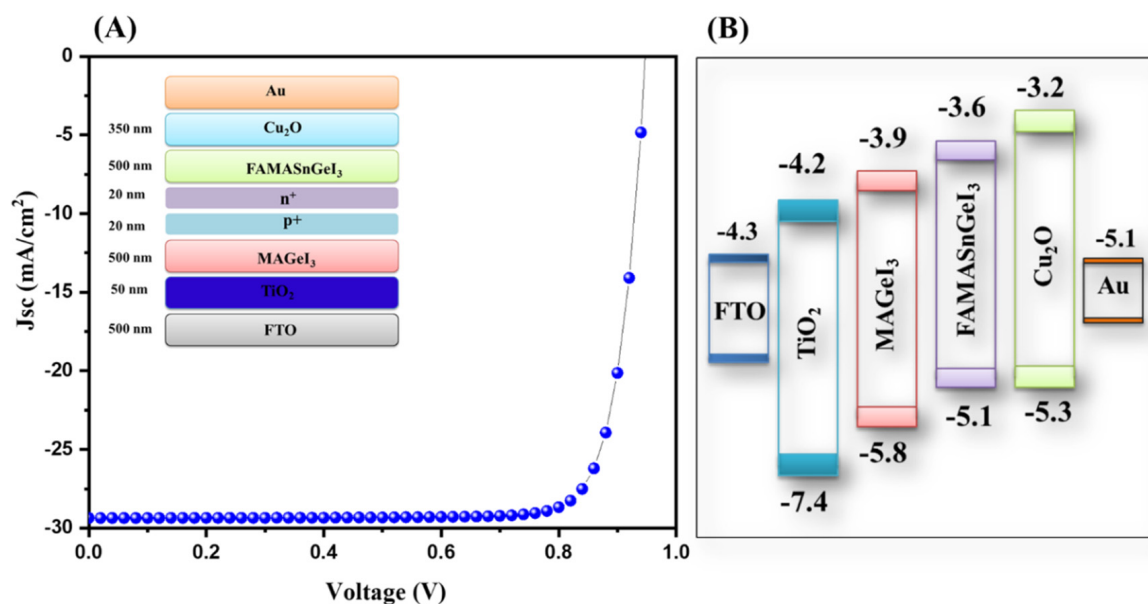 (A)
0
-5
-10
-15
-20
-25
-30
Jsc (mA/cm²)
0.0 0.2 0.4 0.6 0.8 1.0
Voltage (V)
Au
350 nm Cu₂O
500 nm FAMASnGeI₃
20 nm n⁺
20 nm p⁺
500 nm MAGeI₃
50 nm TiO₂
500 nm FTO
(B)
-4.3
FTO
-4.2
TiO₂
-7.4
-3.9
MAGeI₃
-5.8
-3.6
FAMASnGeI₃
-5.1
-3.2
Cu₂O
-5.3
-5.1
Au